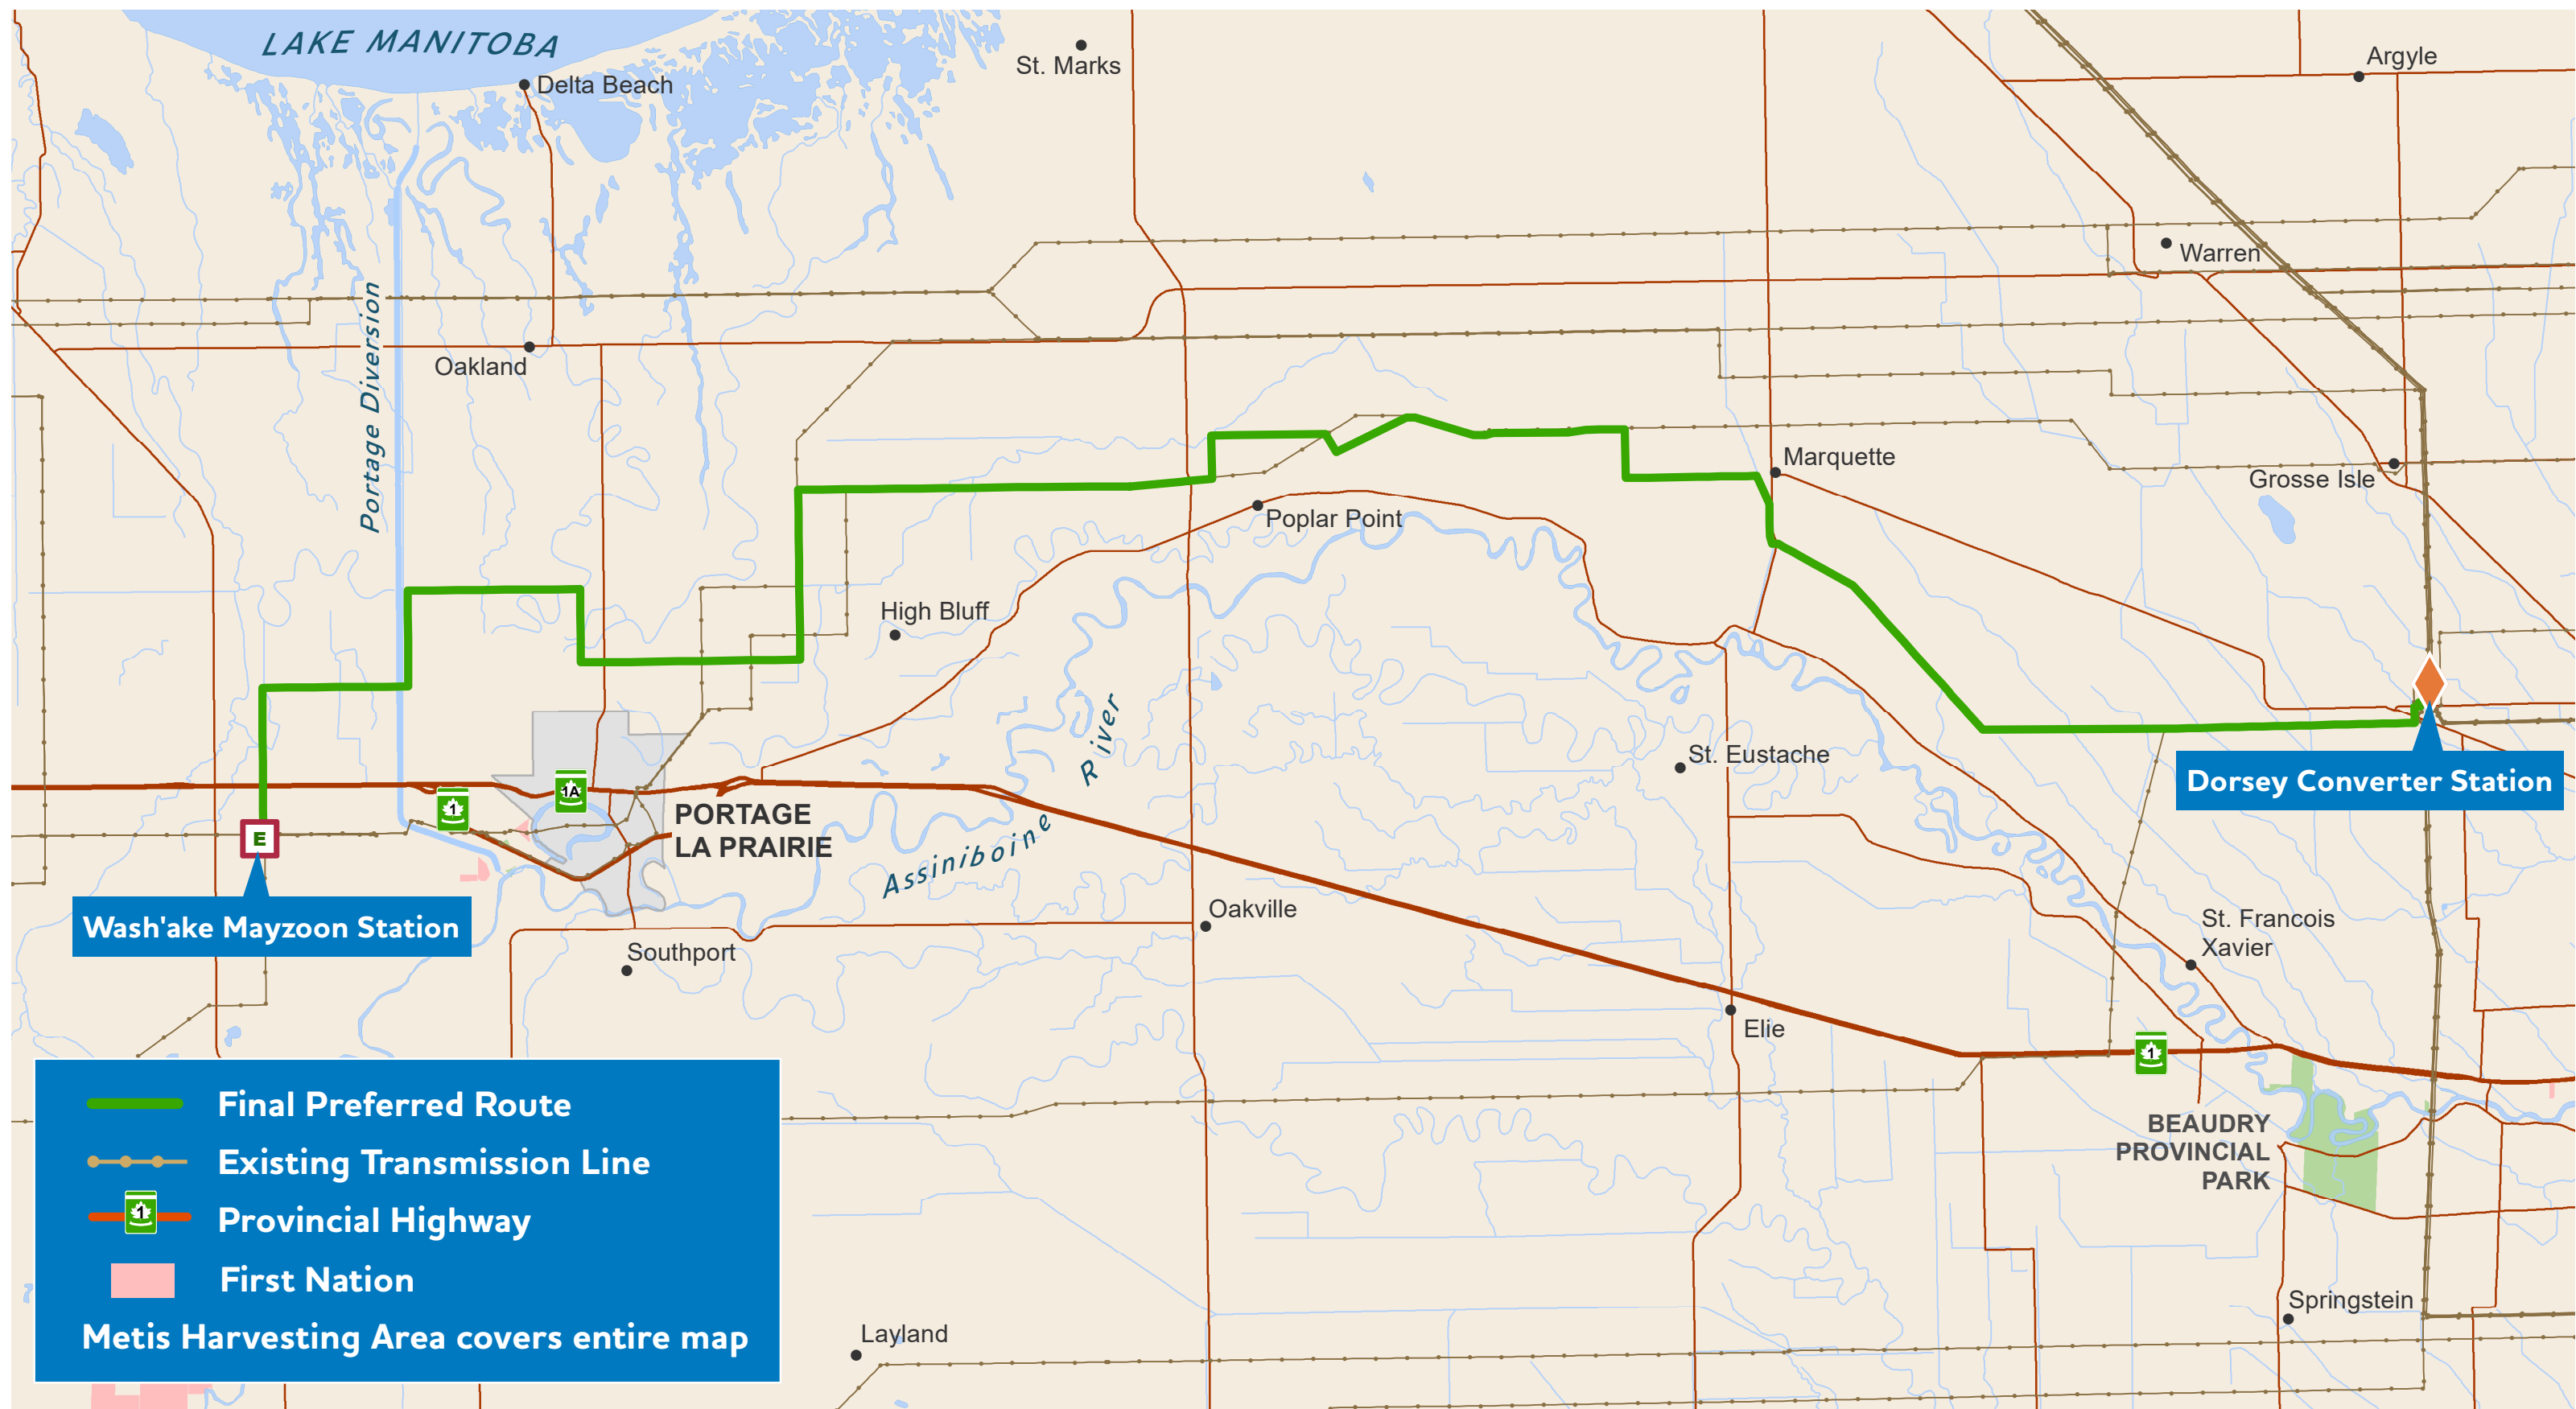 LAKE MANITOBA
Delta Beach
St. Marks
Argyle
Warren
Portage Diversion
Oakland
Marquette
Grosse Isle
Poplar Point
High Bluff
River
St. Eustache
Dorsey Converter Station
1
1A
PORTAGE
LA PRAIRIE
E
Assiniboine
Wash'ake Mayzoon Station
Oakville
St. Francois
Xavier
Southport
Elie
1
BEAUDRY
PROVINCIAL
PARK
Springstein
Layland
Final Preferred Route
Existing Transmission Line
1
Provincial Highway
First Nation
Metis Harvesting Area covers entire map